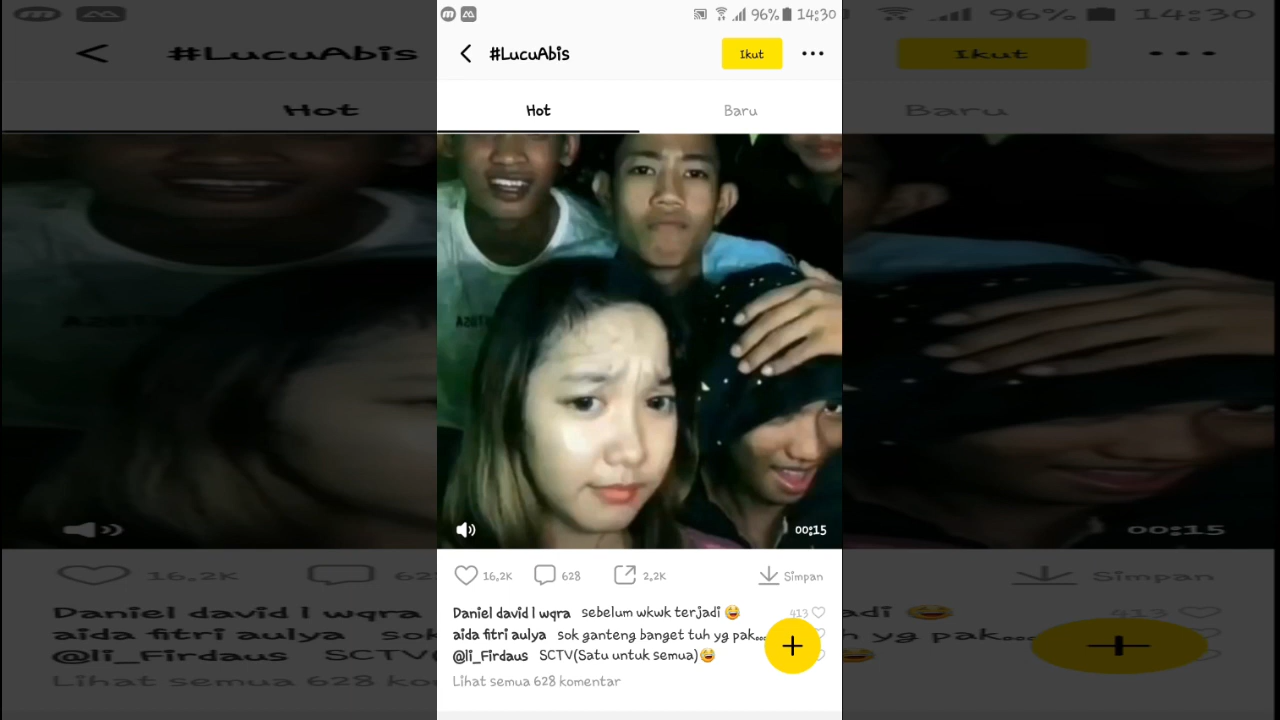 96% 14:30
#LucuAbis Ikut
Hot Baru
00:15
16,2K 628 2,2K Simpan
Daniel david l wqra sebelum wkwk terjadi 😂 413
aida fitri aulya sok ganteng banget tuh yg pak...
@li_Firdaus SCTV(Satu untuk semua)😂
Lihat semua 628 komentar